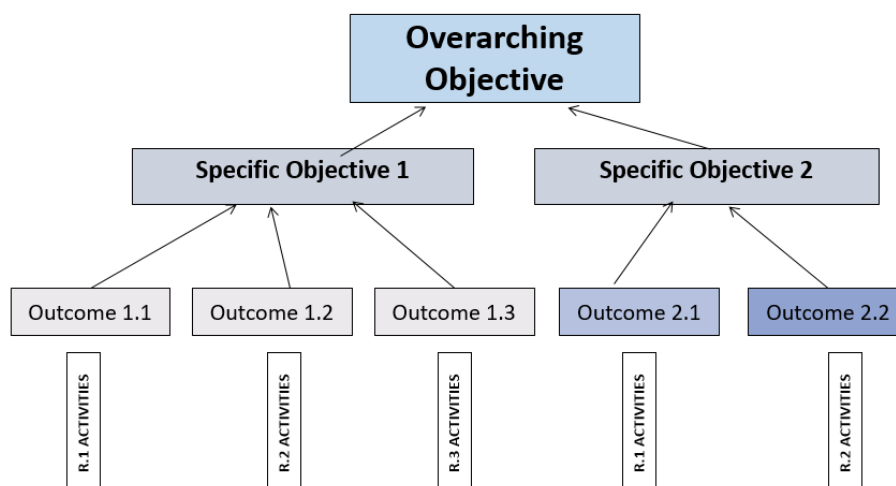 Overarching
Objective
Specific Objective 1
Specific Objective 2
Outcome 1.1
Outcome 1.2
Outcome 1.3
Outcome 2.1
Outcome 2.2
R.1 ACTIVITIES
R.2 ACTIVITIES
R.3 ACTIVITIES
R.1 ACTIVITIES
R.2 ACTIVITIES